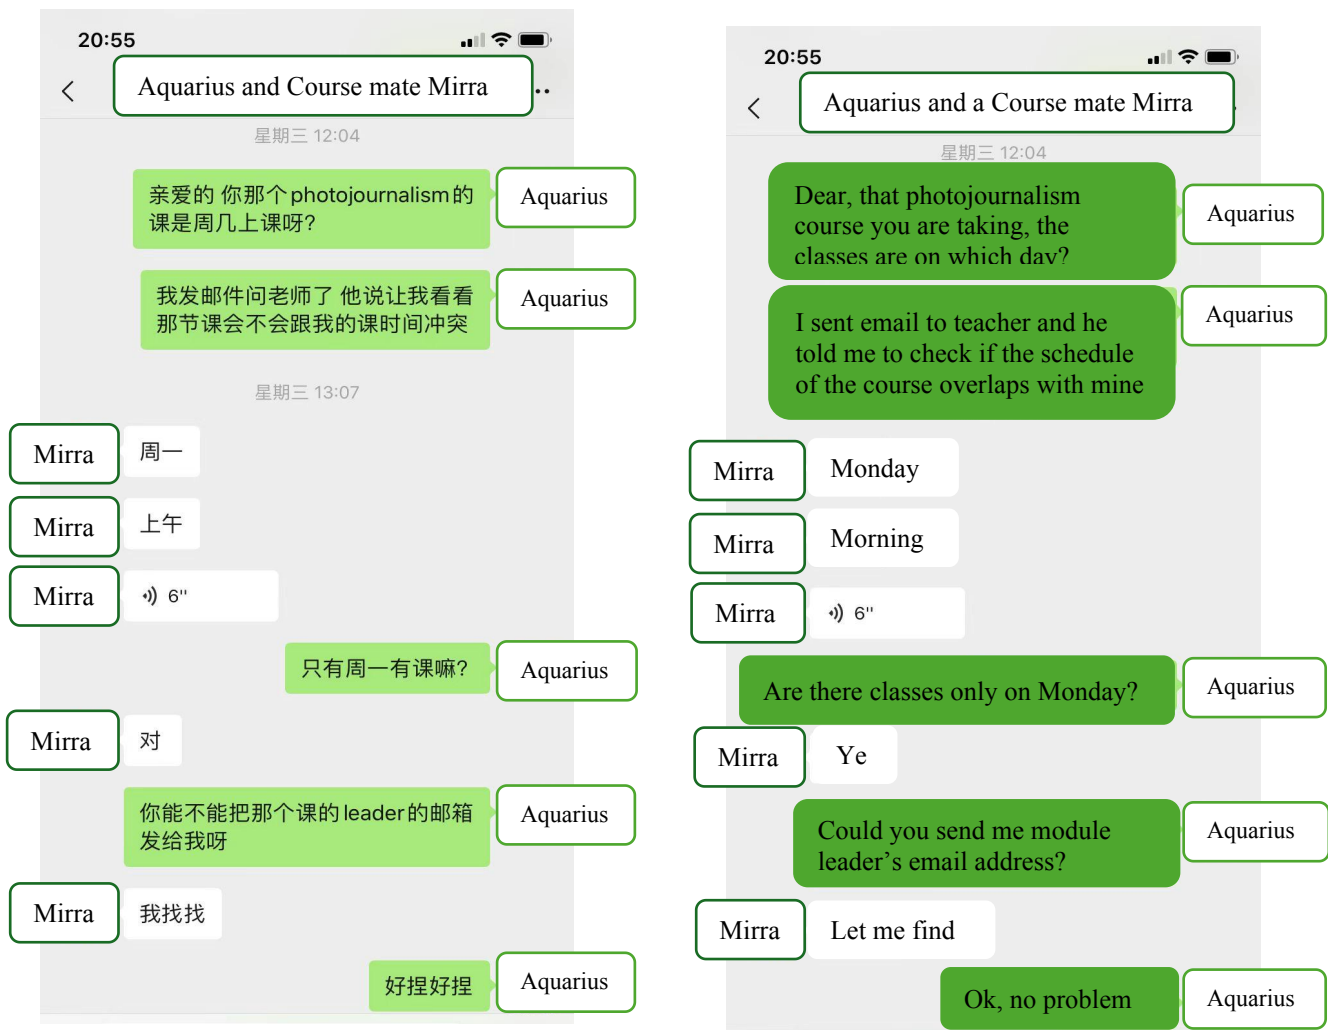 20:55
Aquarius and Course mate Mirra
星期三 12:04
亲爱的 你那个photojournalism的
课是周几上课呀?
Aquarius
我发邮件问老师了 他说让我看看
那节课会不会跟我的课时间冲突
Aquarius
星期三 13:07
Mirra
周一
Mirra
上午
Mirra
6"
只有周一有课嘛?
Aquarius
Mirra
对
你能不能把那个课的leader的邮箱
发给我呀
Aquarius
Mirra
我找找
好捏好捏
Aquarius
20:55
Aquarius and a Course mate Mirra
星期三 12:04
Dear, that photojournalism
course you are taking, the
classes are on which day?
Aquarius
I sent email to teacher and he
told me to check if the schedule
of the course overlaps with mine
Aquarius
Mirra
Monday
Mirra
Morning
Mirra
6"
Are there classes only on Monday?
Aquarius
Mirra
Ye
Could you send me module
leader’s email address?
Aquarius
Mirra
Let me find
Ok, no problem
Aquarius